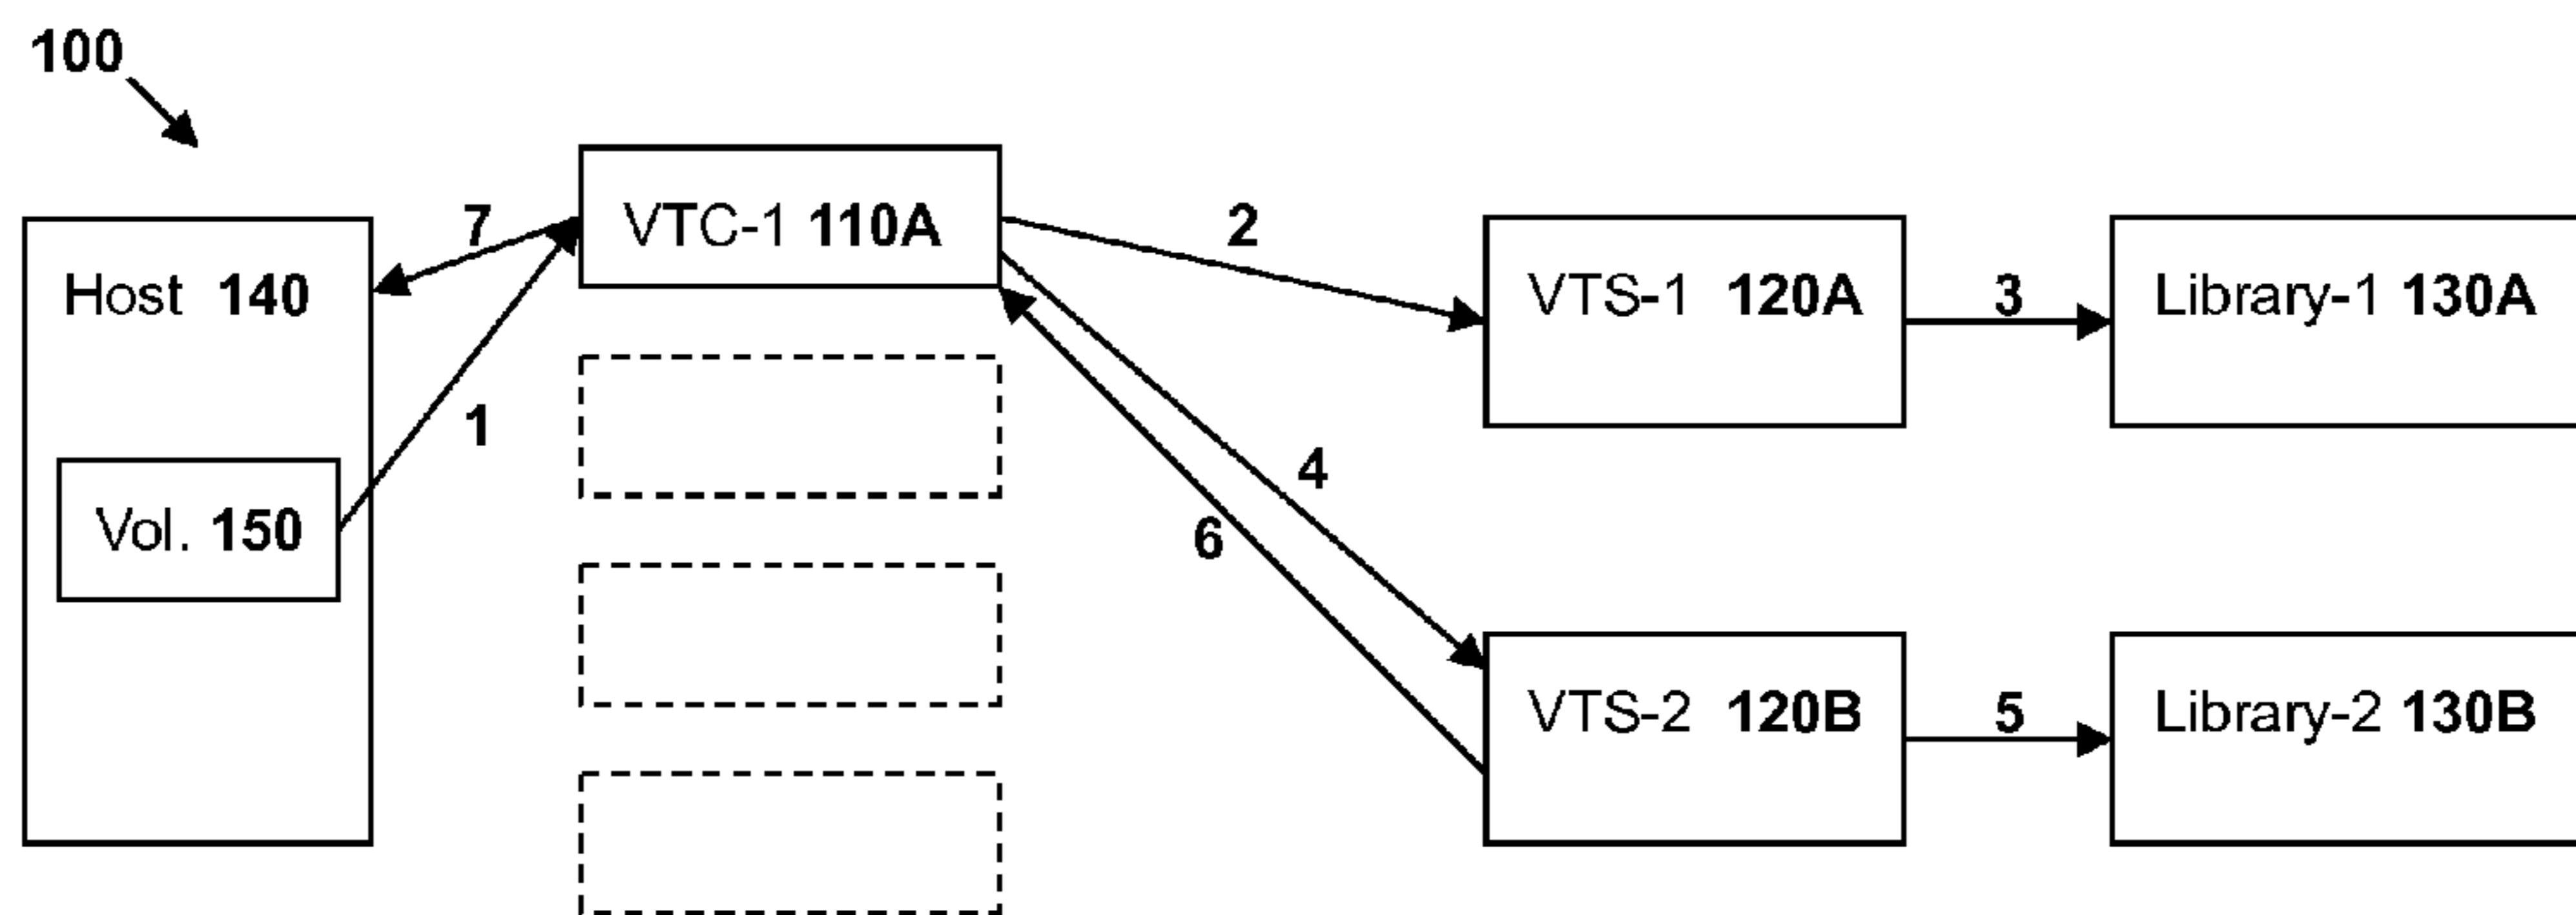 100
7
VTC-1 110A
2
Host 140
VTS-1 120A
3
Library-1 130A
1
4
Vol. 150
6
VTS-2 120B
5
Library-2 130B